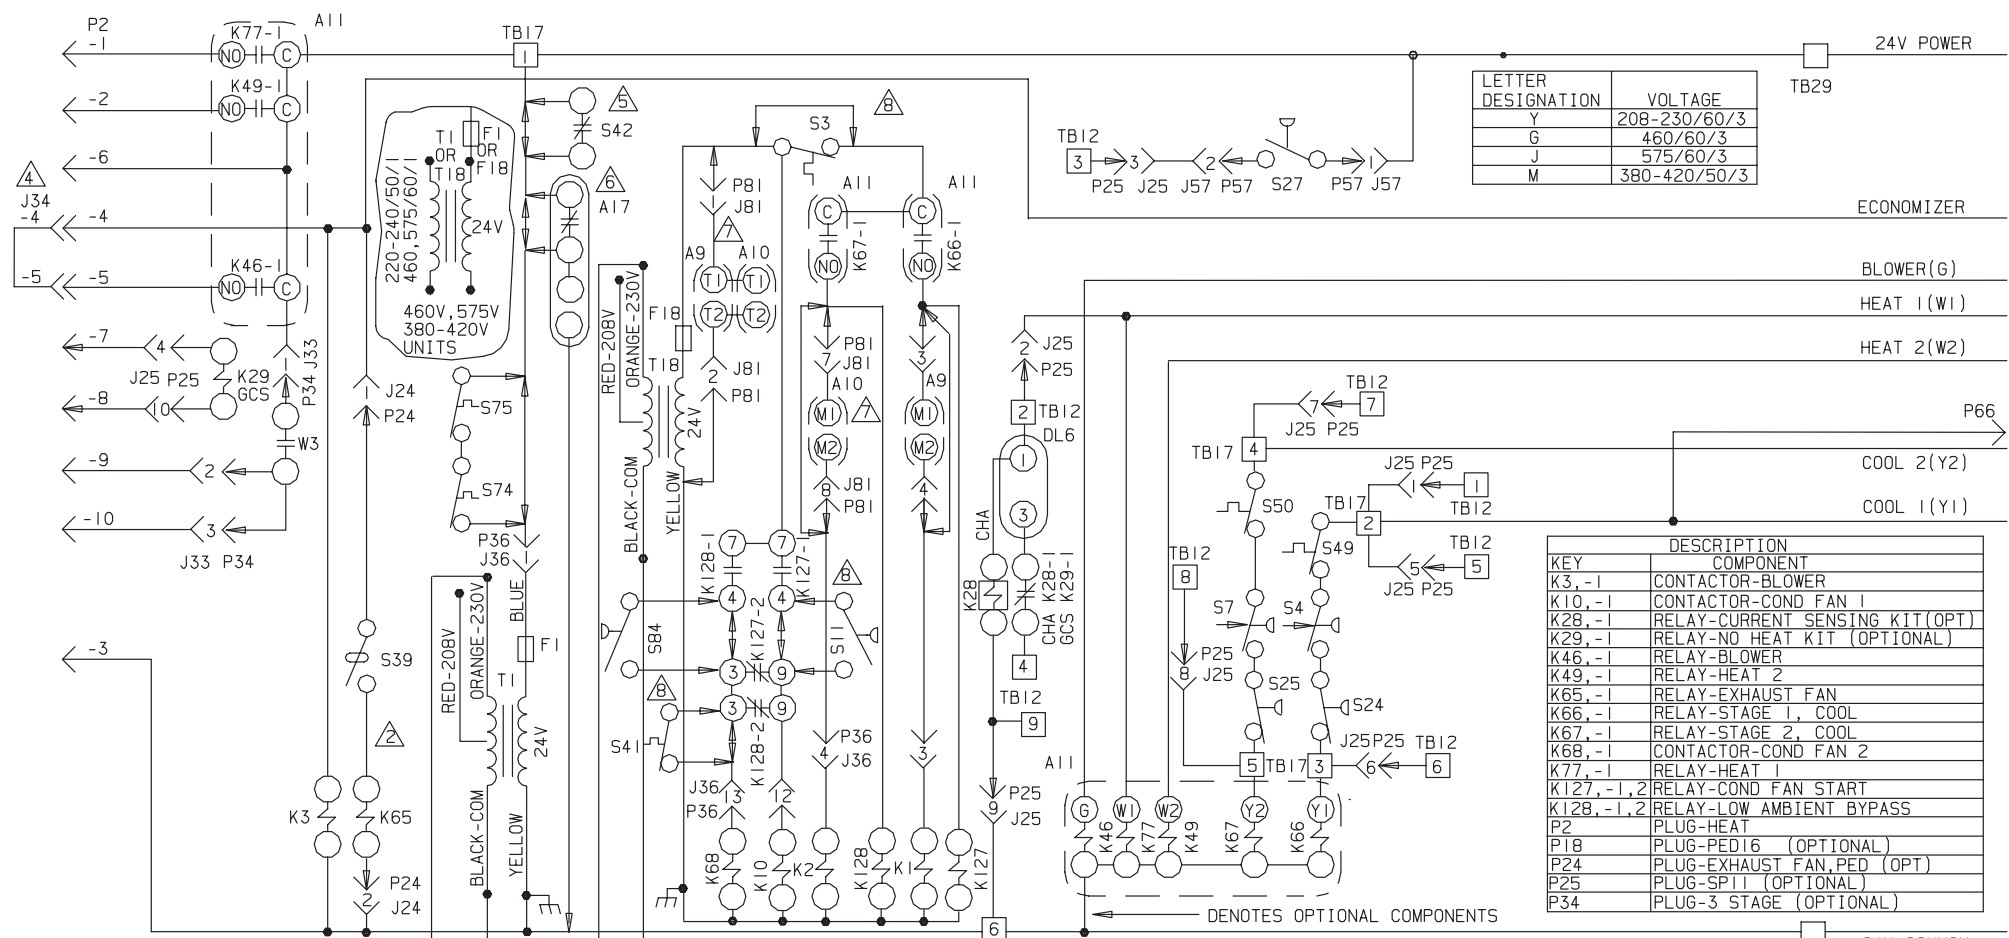 P2
-1
K77-1
A11
NO
C
TB17
1
24V POWER
TB29
-2
K49-1
NO
C
-6
4
J34
-4
-4
-5
-5
K46-1
NO
C
-7
4
J25 P25
K29
GCS
-8
10
J33
1
P34
W3
-9
2
-10
3
J33 P34
-3
220-240/50/1
460,575/60/1
T1
OR
T18
F1
OR
F18
24V
460V,575V
380-420V
UNITS
5
S42
6
A17
J24
1
P24
S75
S74
P36
J36
1
BLUE
F1
RED-208V
ORANGE-230V
T1
24V
BLACK-COM
YELLOW
S39
2
K3
K65
P24
2
J24
RED-208V
ORANGE-230V
F18
T18
24V
BLACK-COM
YELLOW
8
S3
P81
1
J81
7
A9
A10
T1
T1
T2
T2
J81
2
P81
A11
A11
C
C
K67-1
K66-1
NO
NO
P81
7
J81
3
A10
A9
M1
7
M1
M2
M2
J81
8
P81
4
7
7
K128-1
K127-1
4
4
8
K127-2
S84
S11
3
9
8
3
9
K128-2
S41
J36
13
P36
12
P36
4
J36
3
K68
K10
K2
K128
K1
K127
J25
2
P25
2
TB12
DL6
1
3
CHA
K28
CHA K28-1
GCS K29-1
4
TB12
9
P25
9
J25
6
TB12
3
P25
3
J25
J57
2
P57
S27
P57
1
J57
LETTER
DESIGNATION
VOLTAGE
Y 208-230/60/3
G 460/60/3
J 575/60/3
M 380-420/50/3
ECONOMIZER
BLOWER(G)
HEAT 1(W1)
HEAT 2(W2)
P66
COOL 2(Y2)
COOL 1(Y1)
TB12
7
7
J25 P25
TB17
4
S50
J25 P25
1
1
TB12
TB17
2
S49
TB12
5
5
J25 P25
TB12
8
S7
S4
P25
8
J25
S25
S24
5
TB17
3
J25P25
6
TB12
6
A11
G
W1
W2
Y2
Y1
K46
K77
K49
K67
K66
DENOTES OPTIONAL COMPONENTS
DESCRIPTION
KEY COMPONENT
K3,-1 CONTACTOR-BLOWER
K10,-1 CONTACTOR-COND FAN 1
K28,-1 RELAY-CURRENT SENSING KIT(OPT)
K29,-1 RELAY-NO HEAT KIT (OPTIONAL)
K46,-1 RELAY-BLOWER
K49,-1 RELAY-HEAT 2
K65,-1 RELAY-EXHAUST FAN
K66,-1 RELAY-STAGE 1, COOL
K67,-1 RELAY-STAGE 2, COOL
K68,-1 CONTACTOR-COND FAN 2
K77,-1 RELAY-HEAT 1
K127,-1,2 RELAY-COND FAN START
K128,-1,2 RELAY-LOW AMBIENT BYPASS
P2 PLUG-HEAT
P18 PLUG-PED16 (OPTIONAL)
P24 PLUG-EXHAUST FAN,PED (OPT)
P25 PLUG-SP11 (OPTIONAL)
P34 PLUG-3 STAGE (OPTIONAL)